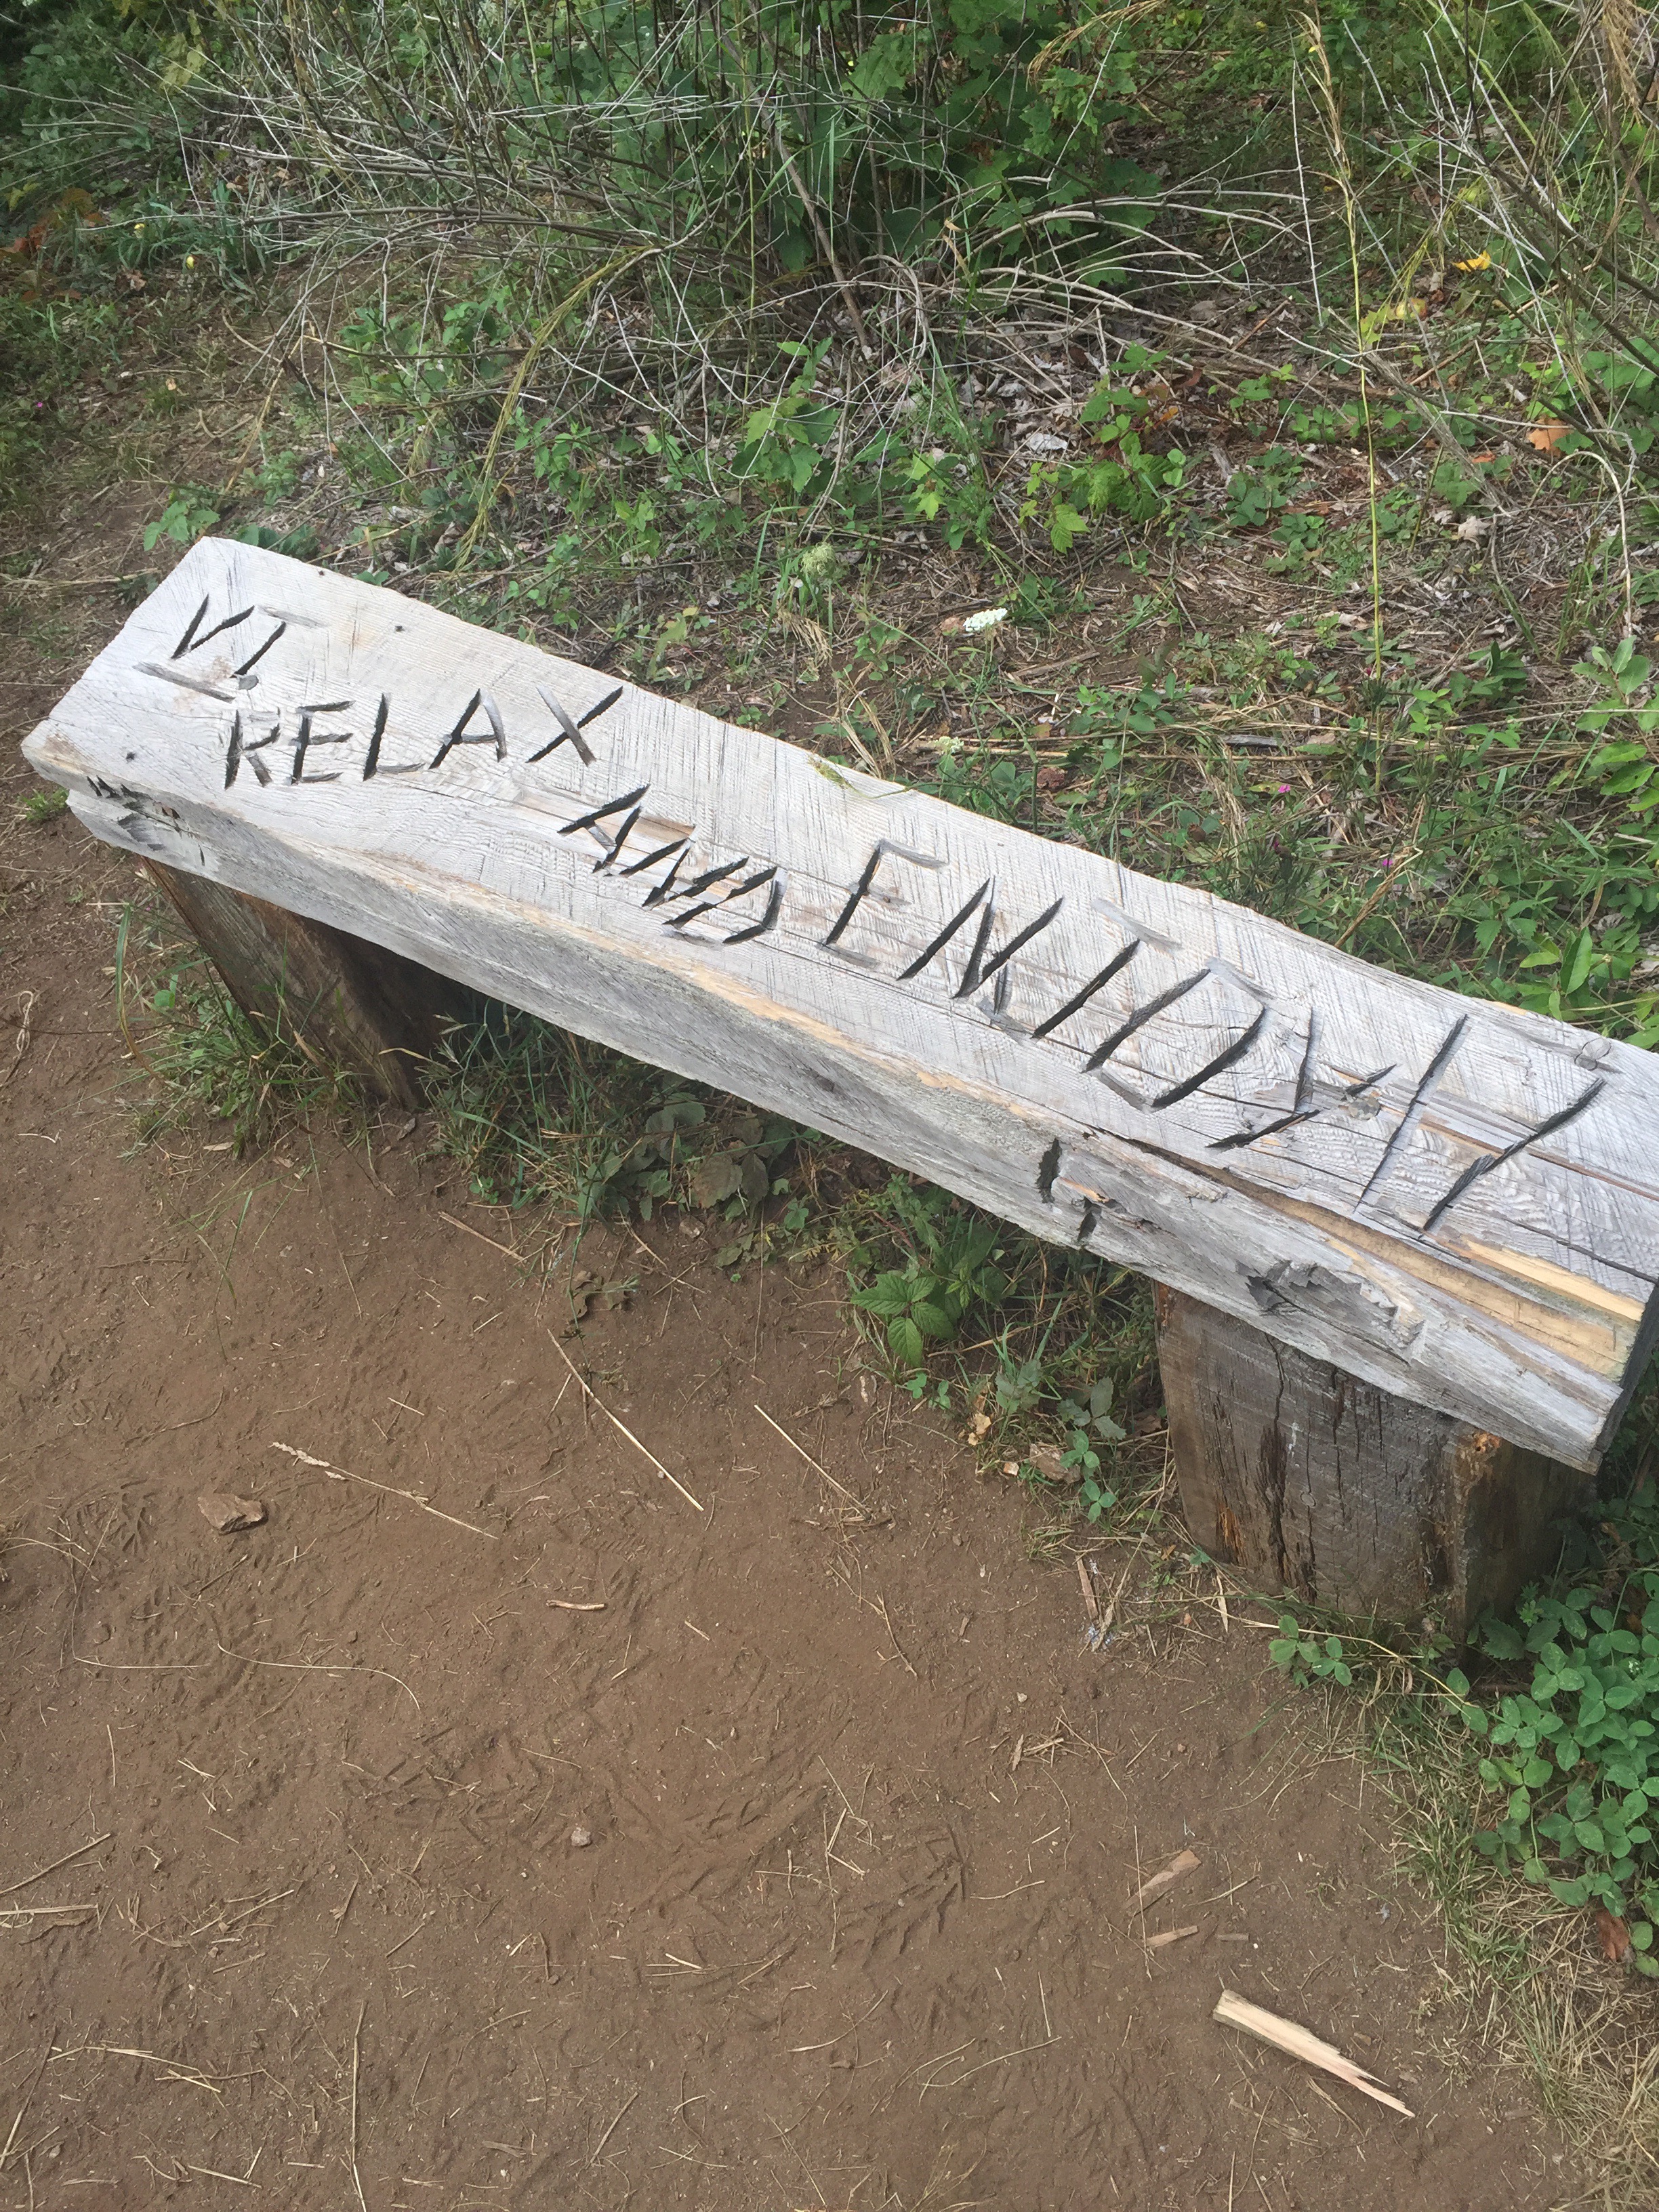 VT.
RELAX AND ENJOY